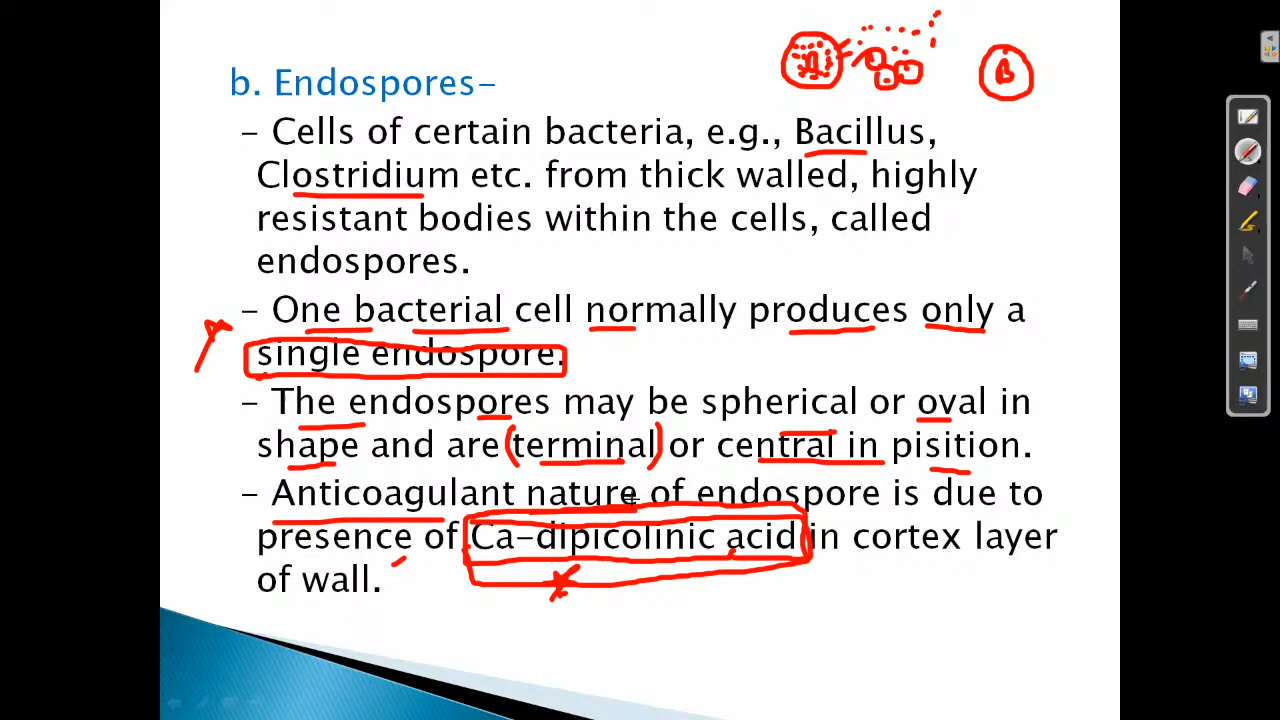 b. Endospores-
- Cells of certain bacteria, e.g., Bacillus,
Clostridium etc. from thick walled, highly
resistant bodies within the cells, called
endospores.
- One bacterial cell normally produces only a
single endospore.
- The endospores may be spherical or oval in
shape and are (terminal) or central in pisition.
- Anticoagulant nature of endospore is due to
presence of Ca-dipicolinic acid in cortex layer
of wall.